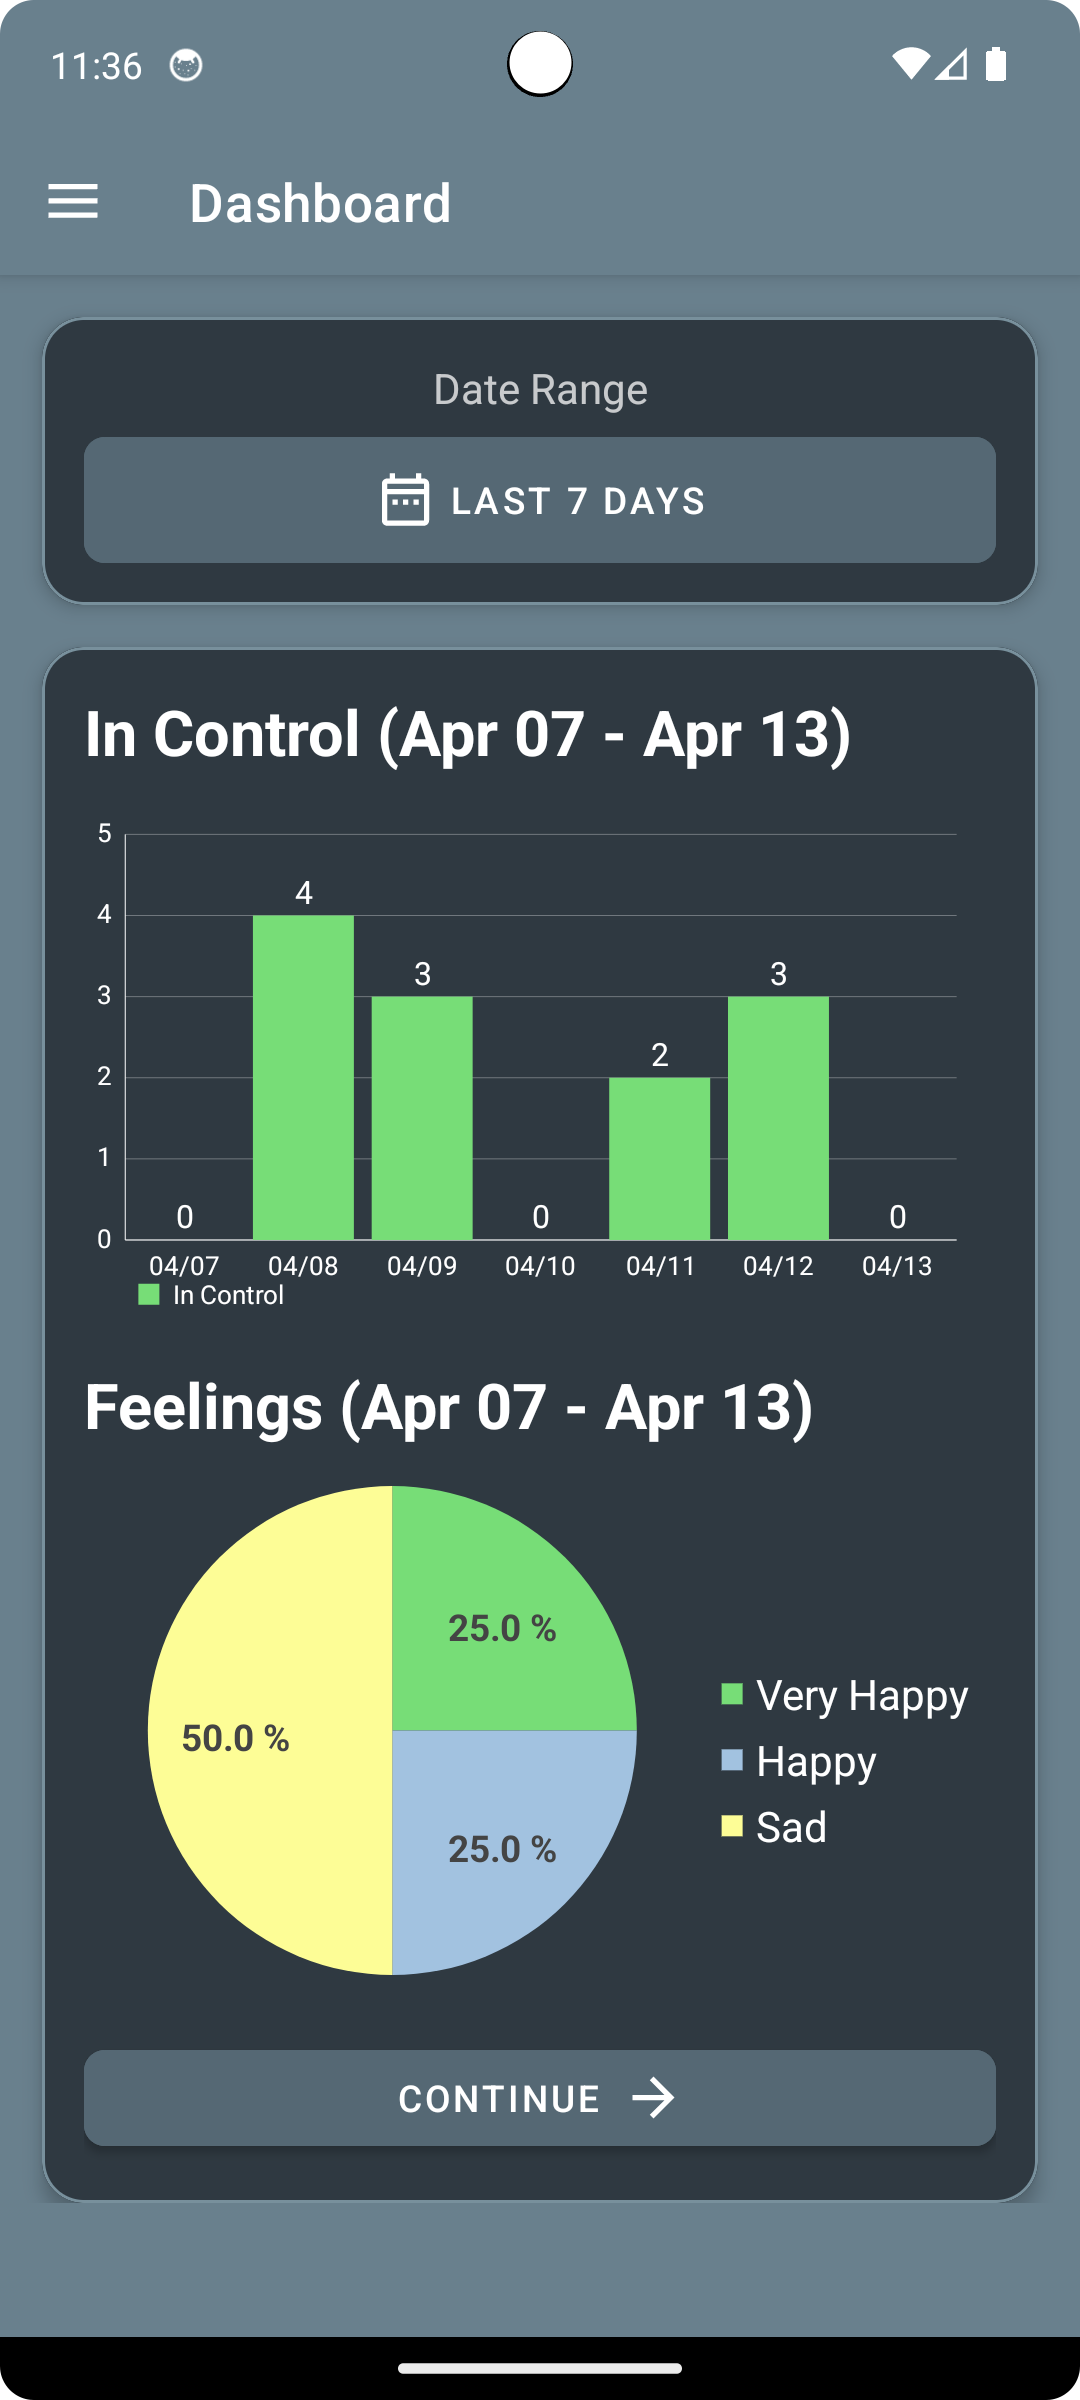 11:36
Dashboard
Date Range
LAST 7 DAYS
In Control (Apr 07 - Apr 13)
5
4
3
2
1
0
0
4
3
0
2
3
0
04/07 04/08 04/09 04/10 04/11 04/12 04/13
In Control
Feelings (Apr 07 - Apr 13)
25.0 %
50.0 %
25.0 %
Very Happy
Happy
Sad
CONTINUE